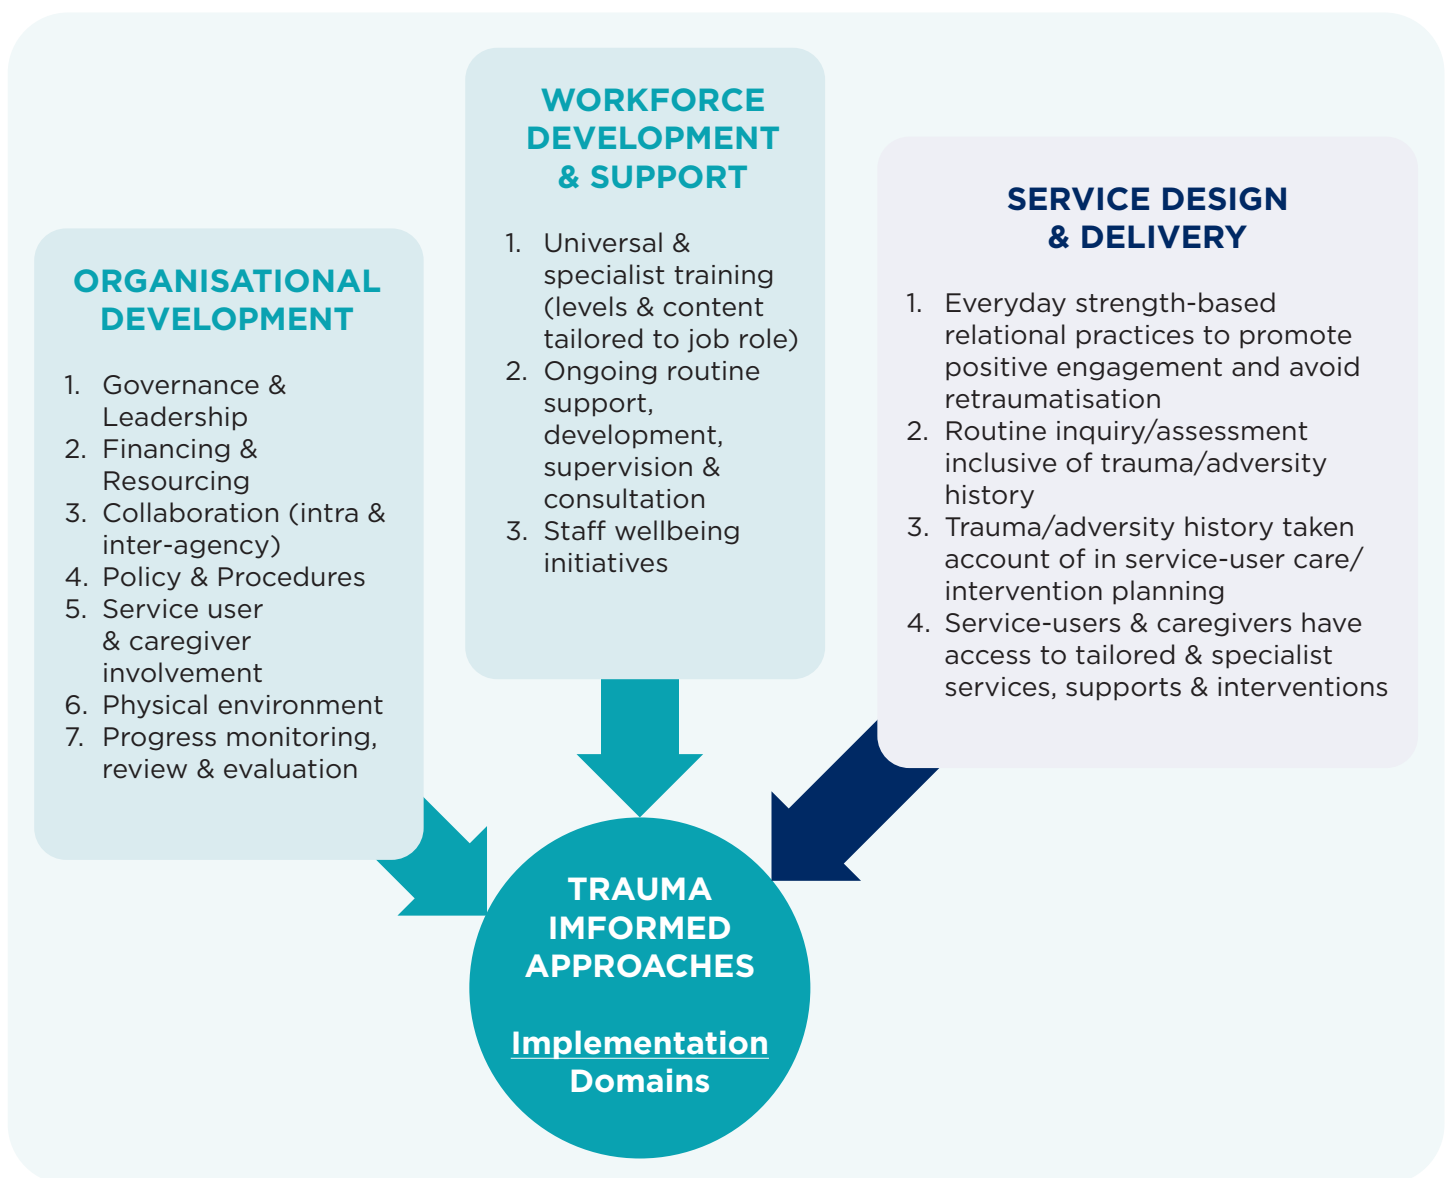 ORGANISATIONAL
DEVELOPMENT
1. Governance &
Leadership
2. Financing &
Resourcing
3. Collaboration (intra &
inter-agency)
4. Policy & Procedures
5. Service user
& caregiver
involvement
6. Physical environment
7. Progress monitoring,
review & evaluation
WORKFORCE
DEVELOPMENT
& SUPPORT
1. Universal &
specialist training
(levels & content
tailored to job role)
2. Ongoing routine
support,
development,
supervision &
consultation
3. Staff wellbeing
initiatives
SERVICE DESIGN
& DELIVERY
1. Everyday strength-based
relational practices to promote
positive engagement and avoid
retraumatisation
2. Routine inquiry/assessment
inclusive of trauma/adversity
history
3. Trauma/adversity history taken
account of in service-user care/
intervention planning
4. Service-users & caregivers have
access to tailored & specialist
services, supports & interventions
TRAUMA
IMFORMED
APPROACHES
Implementation
Domains